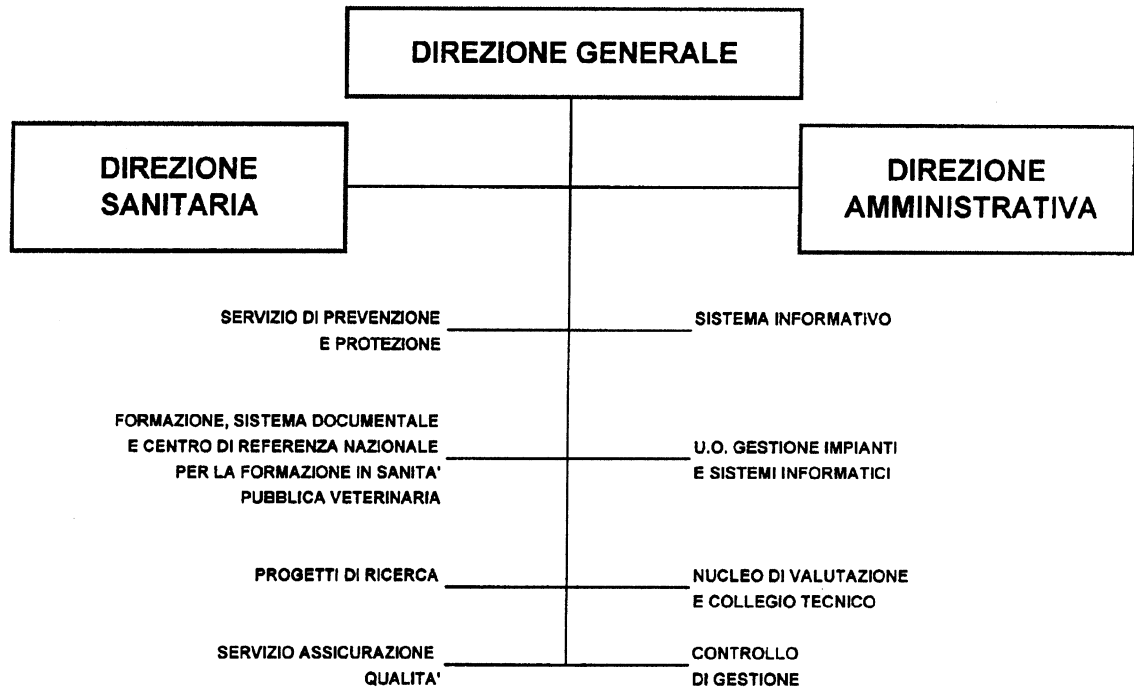 DIREZIONE GENERALE
DIREZIONE
SANITARIA
DIREZIONE
AMMINISTRATIVA
SERVIZIO DI PREVENZIONE
E PROTEZIONE
SISTEMA INFORMATIVO
FORMAZIONE, SISTEMA DOCUMENTALE
E CENTRO DI REFERENZA NAZIONALE
PER LA FORMAZIONE IN SANITA'
PUBBLICA VETERINARIA
U.O. GESTIONE IMPIANTI
E SISTEMI INFORMATICI
PROGETTI DI RICERCA
NUCLEO DI VALUTAZIONE
E COLLEGIO TECNICO
SERVIZIO ASSICURAZIONE
QUALITA'
CONTROLLO
DI GESTIONE